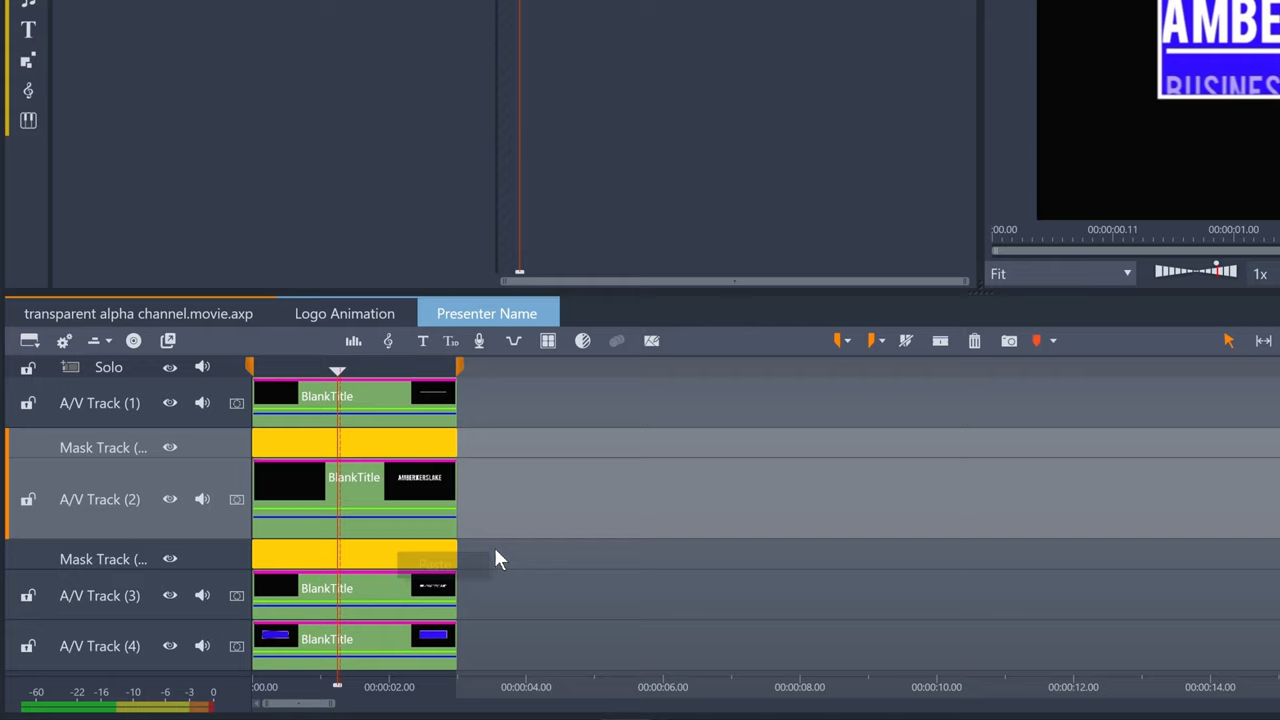 AMBE
BUSINES
:00.00 00:00:00.11 00:00:01.00
Fit 1x
transparent alpha channel.movie.axp Logo Animation Presenter Name
Solo
A/V Track (1) BlankTitle
Mask Track (...
A/V Track (2) BlankTitle AMBERKERSLAKE
Mask Track (... Paste
A/V Track (3) BlankTitle
A/V Track (4) BlankTitle
-60 -22 -16 -10 -6 -3 0
:00.00 00:00:02.00 00:00:04.00 00:00:06.00 00:00:08.00 00:00:10.00 00:00:12.00 00:00:14.00